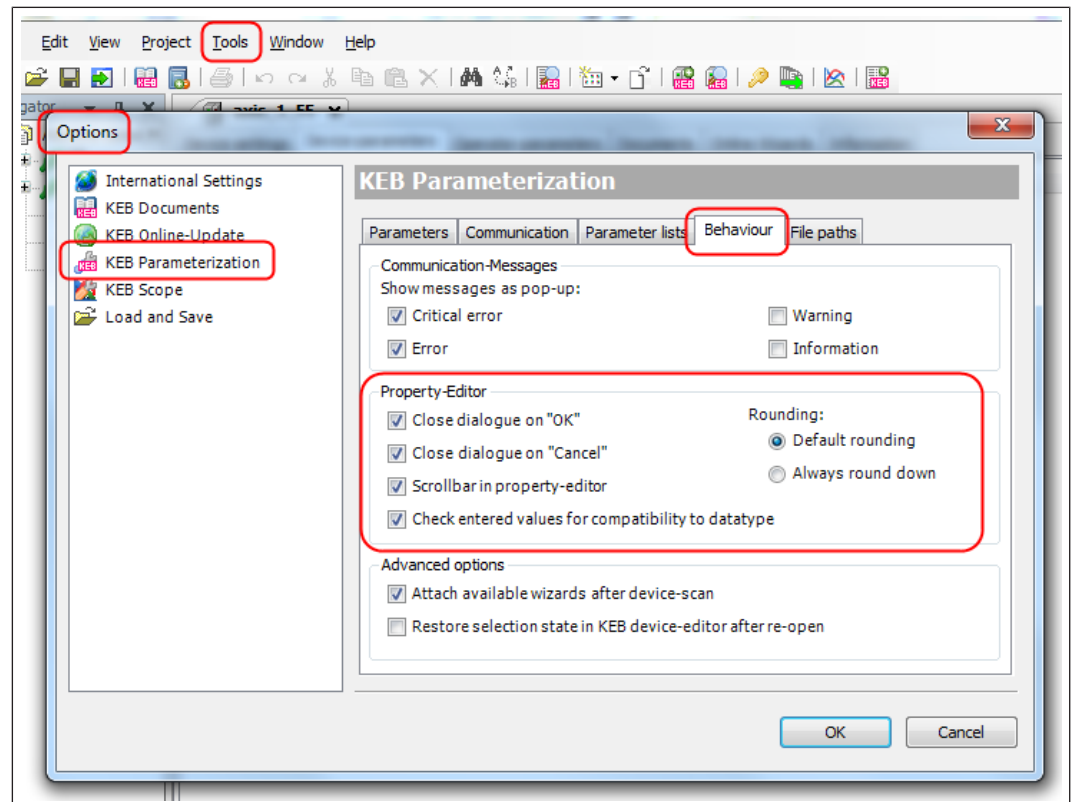 Edit View Project Tools Window Help
axis_1_FF
Options
International Settings
KEB Documents
KEB Online-Update
KEB Parameterization
KEB Scope
Load and Save
KEB Parameterization
Parameters Communication Parameter lists Behaviour File paths
Communication-Messages
Show messages as pop-up:
Critical error Warning
Error Information
Property-Editor
Close dialogue on "OK" Rounding:
Close dialogue on "Cancel" Default rounding
Scrollbar in property-editor Always round down
Check entered values for compatibility to datatype
Advanced options
Attach available wizards after device-scan
Restore selection state in KEB device-editor after re-open
OK Cancel